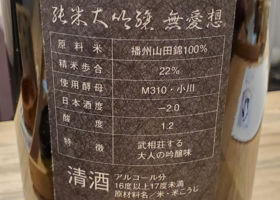 純米大吟醸 無愛想
原料米 播州山田錦100%
精米歩合 22%
使用酵母 M310・小川
日本酒度 −2.0
酸度 1.2
特徴 武相荘する
大人の吟醸味
清酒 アルコール分
16度以上17度未満
原材料名/米・米こうじ